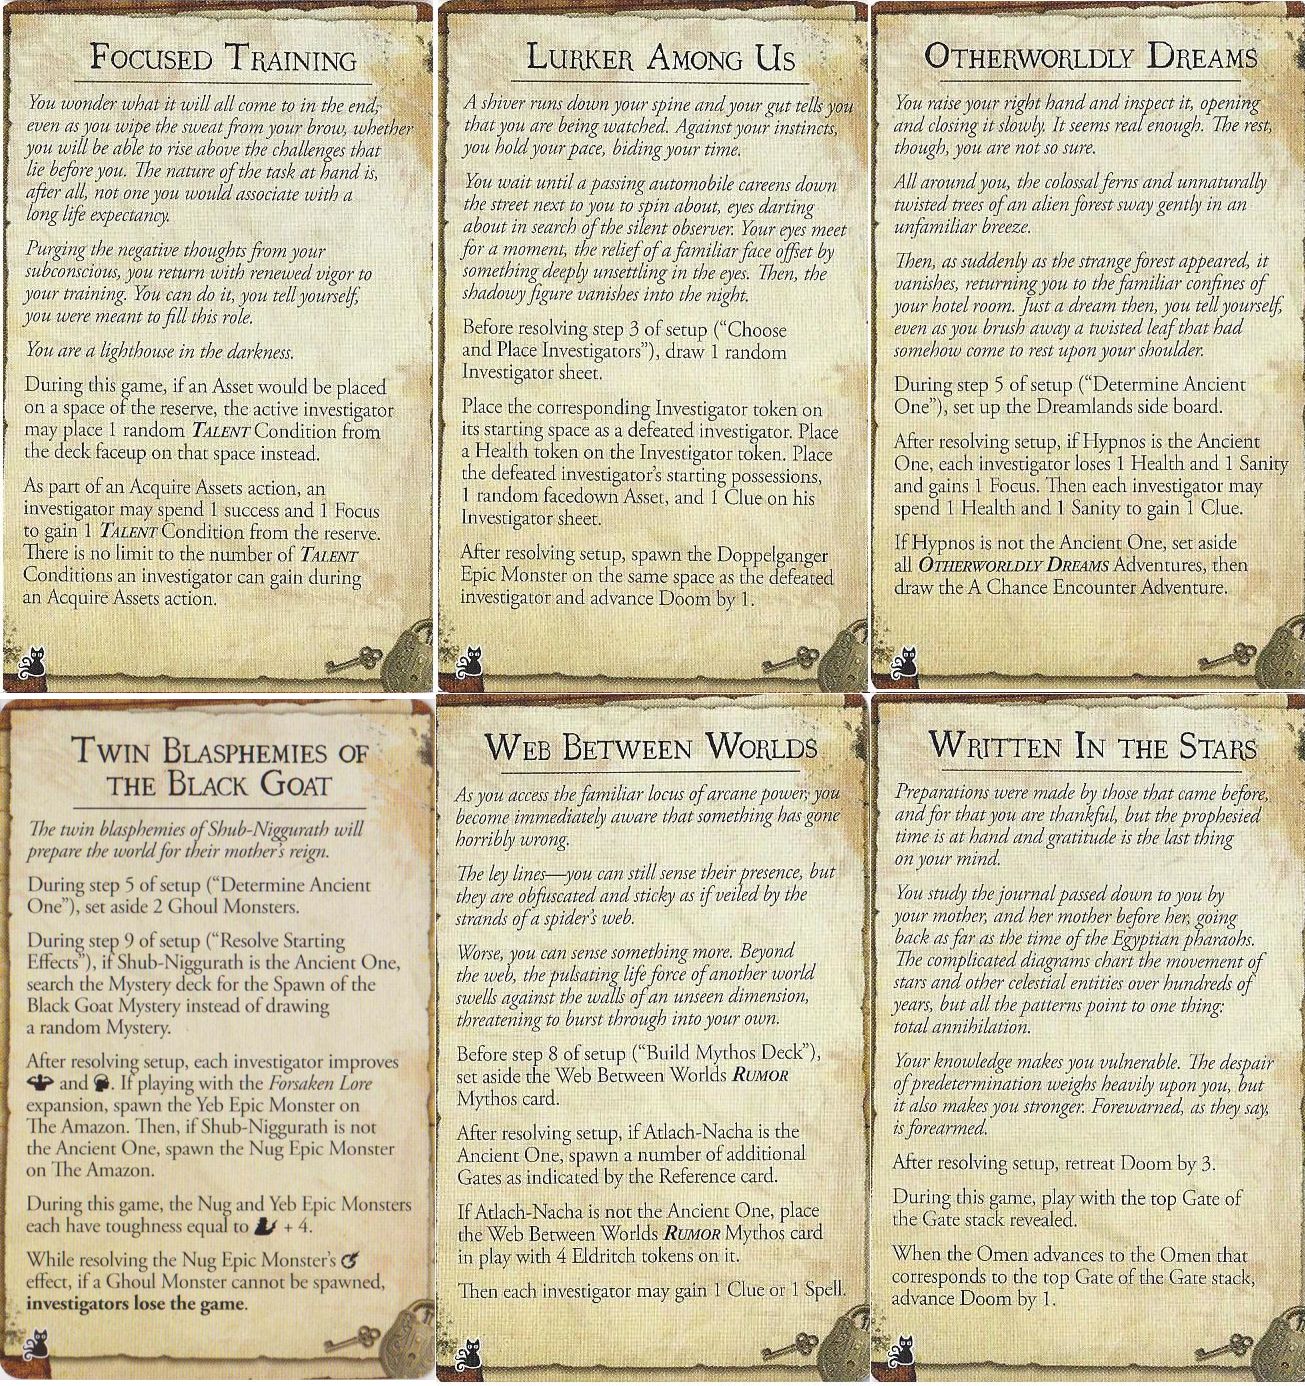 FOCUSED TRAINING
You wonder what it will all come to in the end,
even as you wipe the sweat from your brow, whether
you will be able to rise above the challenges that
lie before you. The nature of the task at hand is,
after all, not one you would associate with a
long life expectancy.
Purging the negative thoughts from your
subconscious, you return with renewed vigor to
your training. You can do it, you tell yourself,
you were meant to fill this role.
You are a lighthouse in the darkness.
During this game, if an Asset would be placed
on a space of the reserve, the active investigator
may place 1 random TALENT Condition from
the deck faceup on that space instead.
As part of an Acquire Assets action, an
investigator may spend 1 success and 1 Focus
to gain 1 TALENT Condition from the reserve.
There is no limit to the number of TALENT
Conditions an investigator can gain during
an Acquire Assets action.
LURKER AMONG US
A shiver runs down your spine and your gut tells you
that you are being watched. Against your instincts,
you hold your pace, biding your time.
You wait until a passing automobile careens down
the street next to you to spin about, eyes darting
about in search of the silent observer. Your eyes meet
for a moment, the relief of a familiar face offset by
something deeply unsettling in the eyes. Then, the
shadowy figure vanishes into the night.
Before resolving step 3 of setup (“Choose
and Place Investigators”), draw 1 random
Investigator sheet.
Place the corresponding Investigator token on
its starting space as a defeated investigator. Place
a Health token on the Investigator token. Place
the defeated investigator’s starting possessions,
1 random facedown Asset, and 1 Clue on his
Investigator sheet.
After resolving setup, spawn the Doppelganger
Epic Monster on the same space as the defeated
investigator and advance Doom by 1.
OTHERWORLDLY DREAMS
You raise your right hand and inspect it, opening
and closing it slowly. It seems real enough. The rest,
though, you are not so sure.
All around you, the colossal ferns and unnaturally
twisted trees of an alien forest sway gently in an
unfamiliar breeze.
Then, as suddenly as the strange forest appeared, it
vanishes, returning you to the familiar confines of
your hotel room. Just a dream then, you tell yourself,
even as you brush away a twisted leaf that had
somehow come to rest upon your shoulder.
During step 5 of setup (“Determine Ancient
One”), set up the Dreamlands side board.
After resolving setup, if Hypnos is the Ancient
One, each investigator loses 1 Health and 1 Sanity
and gains 1 Focus. Then each investigator may
spend 1 Health and 1 Sanity to gain 1 Clue.
If Hypnos is not the Ancient One, set aside
all OTHERWORLDLY DREAMS Adventures, then
draw the A Chance Encounter Adventure.
TWIN BLASPHEMIES OF
THE BLACK GOAT
The twin blasphemies of Shub-Niggurath will
prepare the world for their mother’s reign.
During step 5 of setup (“Determine Ancient
One”), set aside 2 Ghoul Monsters.
During step 9 of setup (“Resolve Starting
Effects”), if Shub-Niggurath is the Ancient One,
search the Mystery deck for the Spawn of the
Black Goat Mystery instead of drawing
a random Mystery.
After resolving setup, each investigator improves
and . If playing with the Forsaken Lore
expansion, spawn the Yeb Epic Monster on
The Amazon. Then, if Shub-Niggurath is not
the Ancient One, spawn the Nug Epic Monster
on The Amazon.
During this game, the Nug and Yeb Epic Monsters
each have toughness equal to + 4.
While resolving the Nug Epic Monster’s
effect, if a Ghoul Monster cannot be spawned,
investigators lose the game.
WEB BETWEEN WORLDS
As you access the familiar locus of arcane power, you
become immediately aware that something has gone
horribly wrong.
The ley lines—you can still sense their presence, but
they are obfuscated and sticky as if veiled by the
strands of a spider’s web.
Worse, you can sense something more. Beyond
the web, the pulsating life force of another world
swells against the walls of an unseen dimension,
threatening to burst through into your own.
Before step 8 of setup (“Build Mythos Deck”),
set aside the Web Between Worlds RUMOR
Mythos card.
After resolving setup, if Atlach-Nacha is the
Ancient One, spawn a number of additional
Gates as indicated by the Reference card.
If Atlach-Nacha is not the Ancient One, place
the Web Between Worlds RUMOR Mythos card
in play with 4 Eldritch tokens on it.
Then each investigator may gain 1 Clue or 1 Spell.
WRITTEN IN THE STARS
Preparations were made by those that came before,
and for that you are thankful, but the prophesied
time is at hand and gratitude is the last thing
on your mind.
You study the journal passed down to you by
your mother, and her mother before her, going
back as far as the time of the Egyptian pharaohs.
The complicated diagrams chart the movement of
stars and other celestial entities over hundreds of
years, but all the patterns point to one thing:
total annihilation.
Your knowledge makes you vulnerable. The despair
of predetermination weighs heavily upon you, but
it also makes you stronger. Forewarned, as they say,
is forearmed.
After resolving setup, retreat Doom by 3.
During this game, play with the top Gate of
the Gate stack revealed.
When the Omen advances to the Omen that
corresponds to the top Gate of the Gate stack,
advance Doom by 1.